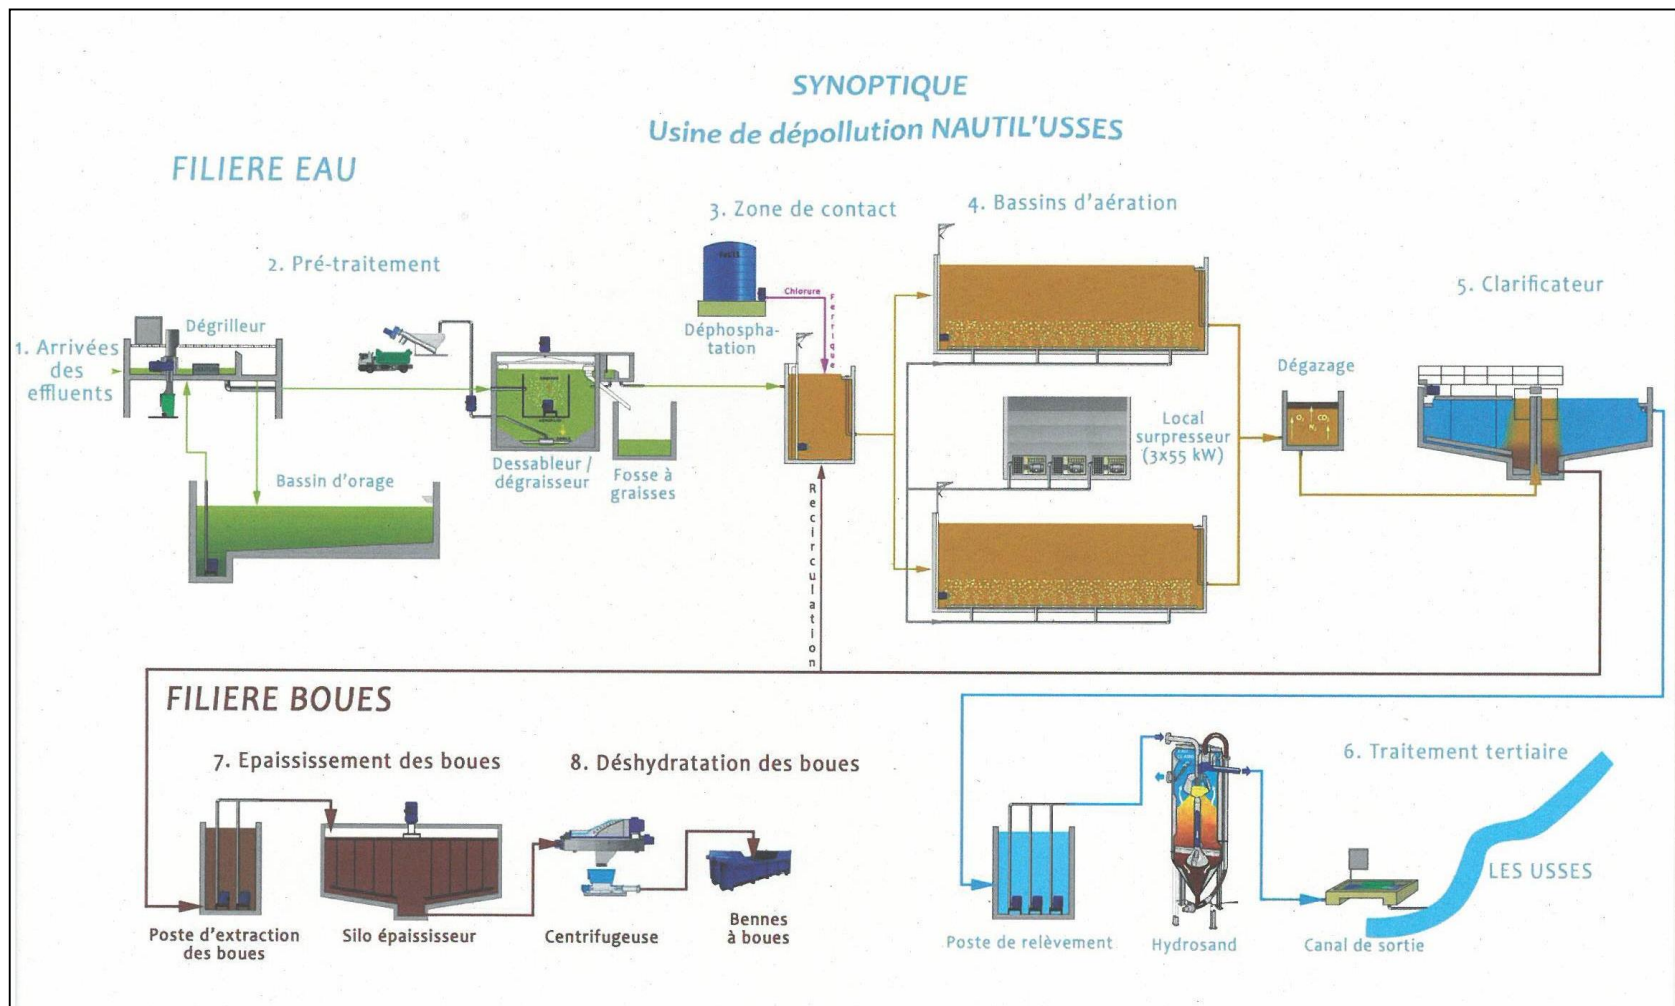 SYNOPTIQUE
Usine de dépollution NAUTIL'USSES
FILIERE EAU
1. Arrivées
des
effluents
2. Pré-traitement
Dégrilleur
Bassin d'orage
Dessableur /
dégraisseur
Fosse à
graisses
3. Zone de contact
Déphospha-
tation
Chlorure
Ferrique
Recirculation
4. Bassins d'aération
Local
surpresseur
(3x55 kW)
Dégazage
O₂
CO₂
N₂
5. Clarificateur
FILIERE BOUES
7. Epaississement des boues
Poste d'extraction
des boues
Silo épaississeur
8. Déshydratation des boues
Centrifugeuse
Bennes
à boues
6. Traitement tertiaire
Poste de relèvement
Hydrosand
Canal de sortie
LES USSES